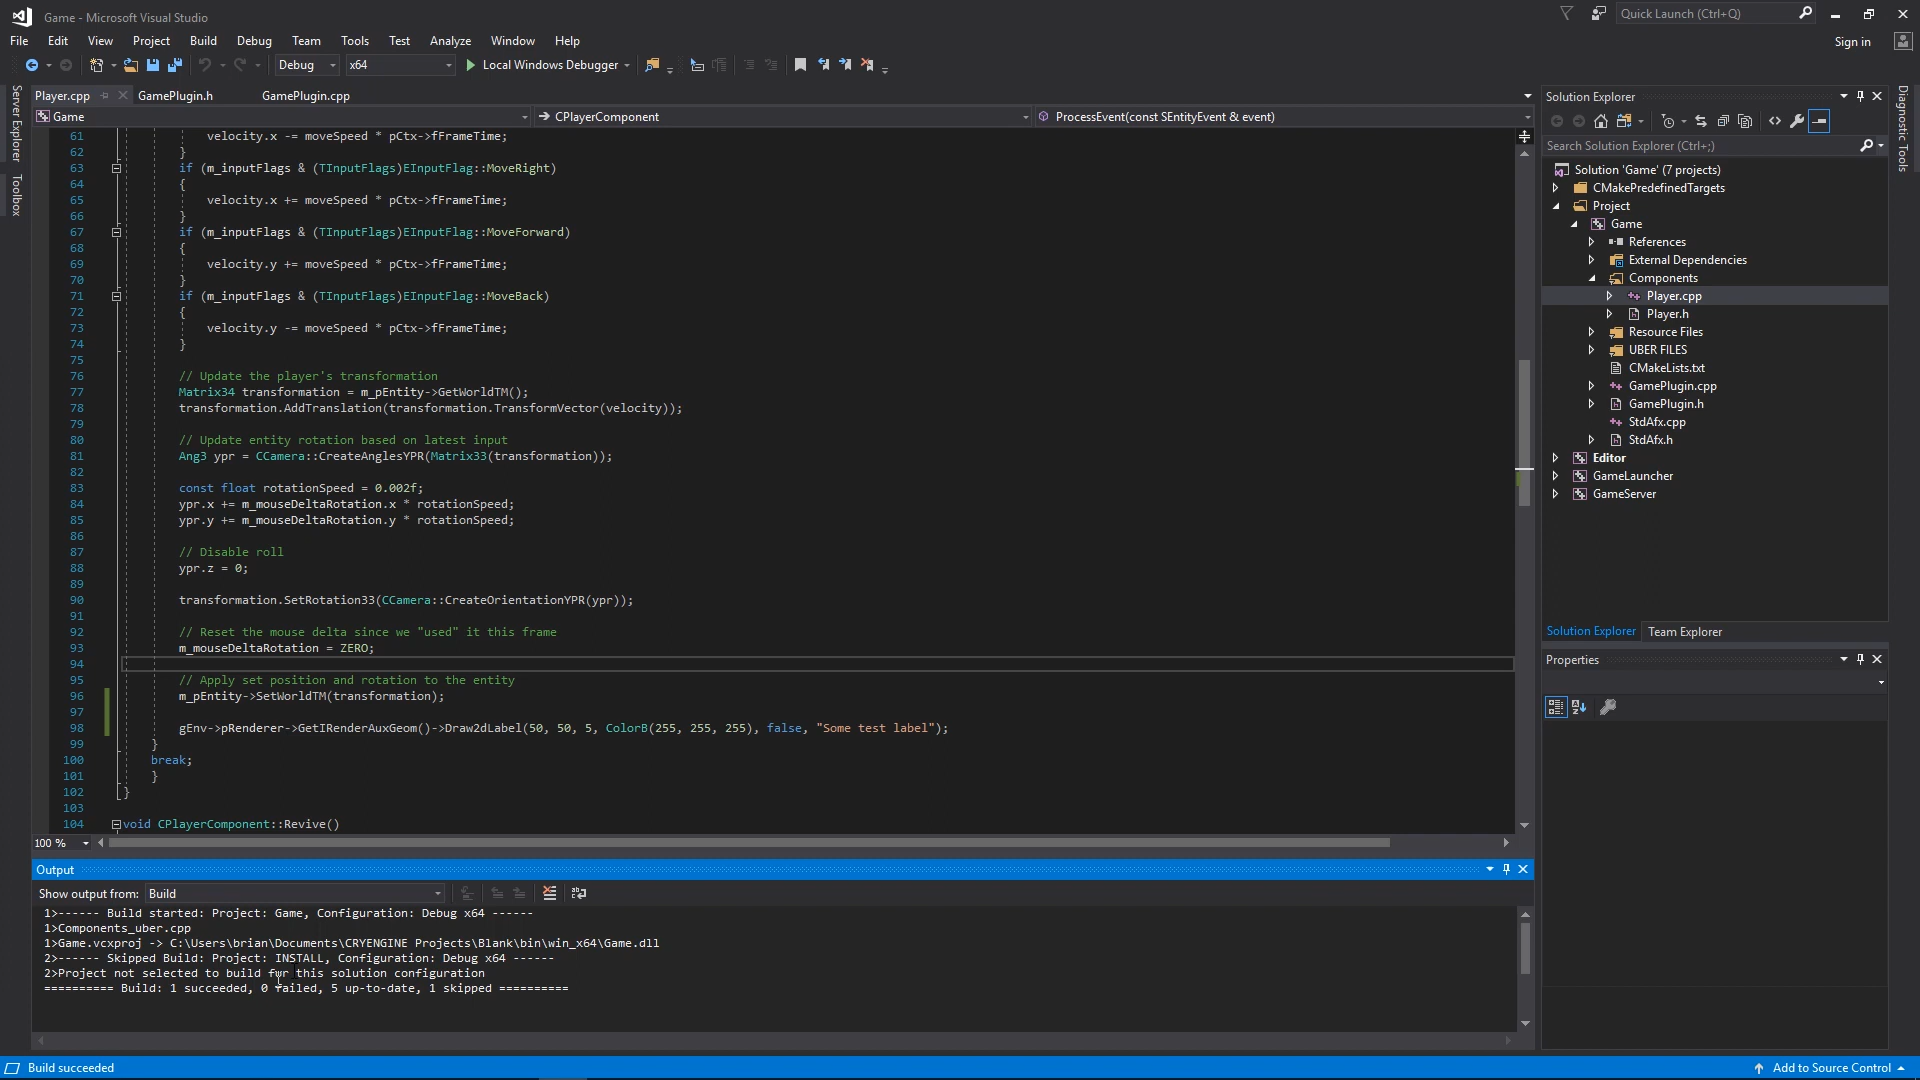 Game - Microsoft Visual Studio
Quick Launch (Ctrl+Q)
File Edit View Project Build Debug Team Tools Test Analyze Window Help
Sign in
Debug x64 Local Windows Debugger
Server Explorer
Toolbox
Player.cpp GamePlugin.h GamePlugin.cpp
Game CPlayerComponent ProcessEvent(const SEntityEvent & event)
61 velocity.x -= moveSpeed * pCtx->fFrameTime;
62 }
63 if (m_inputFlags & (TInputFlags)EInputFlag::MoveRight)
64 {
65 velocity.x += moveSpeed * pCtx->fFrameTime;
66 }
67 if (m_inputFlags & (TInputFlags)EInputFlag::MoveForward)
68 {
69 velocity.y += moveSpeed * pCtx->fFrameTime;
70 }
71 if (m_inputFlags & (TInputFlags)EInputFlag::MoveBack)
72 {
73 velocity.y -= moveSpeed * pCtx->fFrameTime;
74 }
75
76 // Update the player's transformation
77 Matrix34 transformation = m_pEntity->GetWorldTM();
78 transformation.AddTranslation(transformation.TransformVector(velocity));
79
80 // Update entity rotation based on latest input
81 Ang3 ypr = CCamera::CreateAnglesYPR(Matrix33(transformation));
82
83 const float rotationSpeed = 0.002f;
84 ypr.x += m_mouseDeltaRotation.x * rotationSpeed;
85 ypr.y += m_mouseDeltaRotation.y * rotationSpeed;
86
87 // Disable roll
88 ypr.z = 0;
89
90 transformation.SetRotation33(CCamera::CreateOrientationYPR(ypr));
91
92 // Reset the mouse delta since we "used" it this frame
93 m_mouseDeltaRotation = ZERO;
94
95 // Apply set position and rotation to the entity
96 m_pEntity->SetWorldTM(transformation);
97
98 gEnv->pRenderer->GetIRenderAuxGeom()->Draw2dLabel(50, 50, 5, ColorB(255, 255, 255), false, "Some test label");
99 }
100 break;
101 }
102 }
103
104 void CPlayerComponent::Revive()
100 %
Output
Show output from: Build
1>------ Build started: Project: Game, Configuration: Debug x64 ------
1>Components_uber.cpp
1>Game.vcxproj -> C:\Users\brian\Documents\CRYENGINE Projects\Blank\bin\win_x64\Game.dll
2>------ Skipped Build: Project: INSTALL, Configuration: Debug x64 ------
2>Project not selected to build for this solution configuration
========== Build: 1 succeeded, 0 failed, 5 up-to-date, 1 skipped ==========
Solution Explorer
Search Solution Explorer (Ctrl+;)
Solution 'Game' (7 projects)
CMakePredefinedTargets
Project
Game
References
External Dependencies
Components
Player.cpp
Player.h
Resource Files
UBER FILES
CMakeLists.txt
GamePlugin.cpp
GamePlugin.h
StdAfx.cpp
StdAfx.h
Editor
GameLauncher
GameServer
Solution Explorer Team Explorer
Properties
Diagnostic Tools
Build succeeded
Add to Source Control